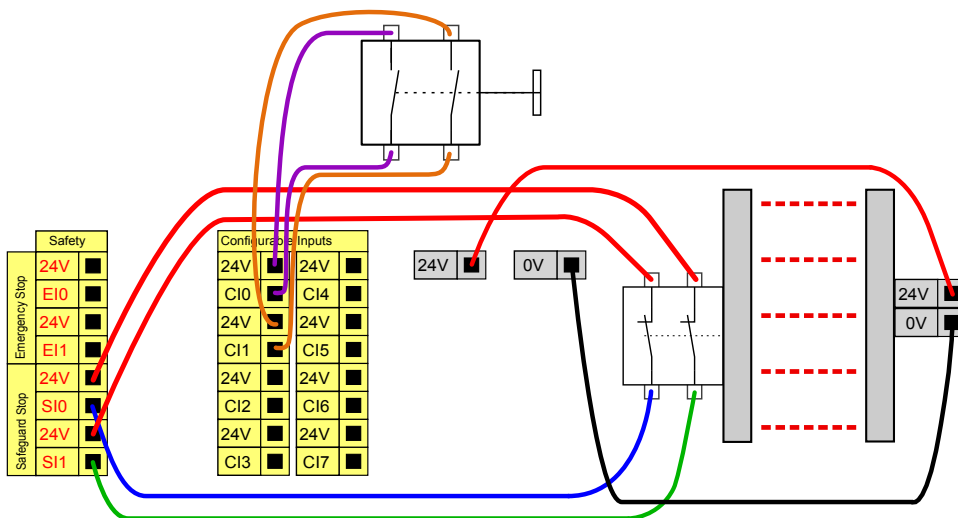 Safety
Emergency Stop
24V
EI0
24V
EI1
Safeguard Stop
24V
SI0
24V
SI1
Configurable Inputs
24V 24V
CI0 CI4
24V 24V
CI1 CI5
24V 24V
CI2 CI6
24V 24V
CI3 CI7
24V
0V
24V
0V